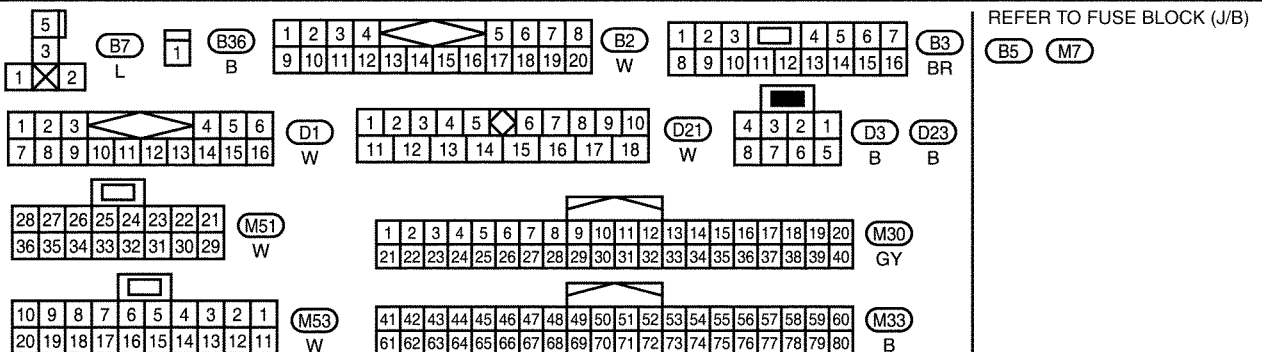 REFER TO FUSE BLOCK (J/B)
B5 M7
5
3
1 2
B7
L
1
B36
B
1 2 3 4 5 6 7 8
9 10 11 12 13 14 15 16 17 18 19 20
B2
W
1 2 3 4 5 6 7
8 9 10 11 12 13 14 15 16
B3
BR
1 2 3 4 5 6
7 8 9 10 11 12 13 14 15 16
D1
W
1 2 3 4 5 6 7 8 9 10
11 12 13 14 15 16 17 18
D21
W
4 3 2 1
8 7 6 5
D3 D23
B B
28 27 26 25 24 23 22 21
36 35 34 33 32 31 30 29
M51
W
1 2 3 4 5 6 7 8 9 10 11 12 13 14 15 16 17 18 19 20
21 22 23 24 25 26 27 28 29 30 31 32 33 34 35 36 37 38 39 40
M30
GY
10 9 8 7 6 5 4 3 2 1
20 19 18 17 16 15 14 13 12 11
M53
W
41 42 43 44 45 46 47 48 49 50 51 52 53 54 55 56 57 58 59 60
61 62 63 64 65 66 67 68 69 70 71 72 73 74 75 76 77 78 79 80
M33
B